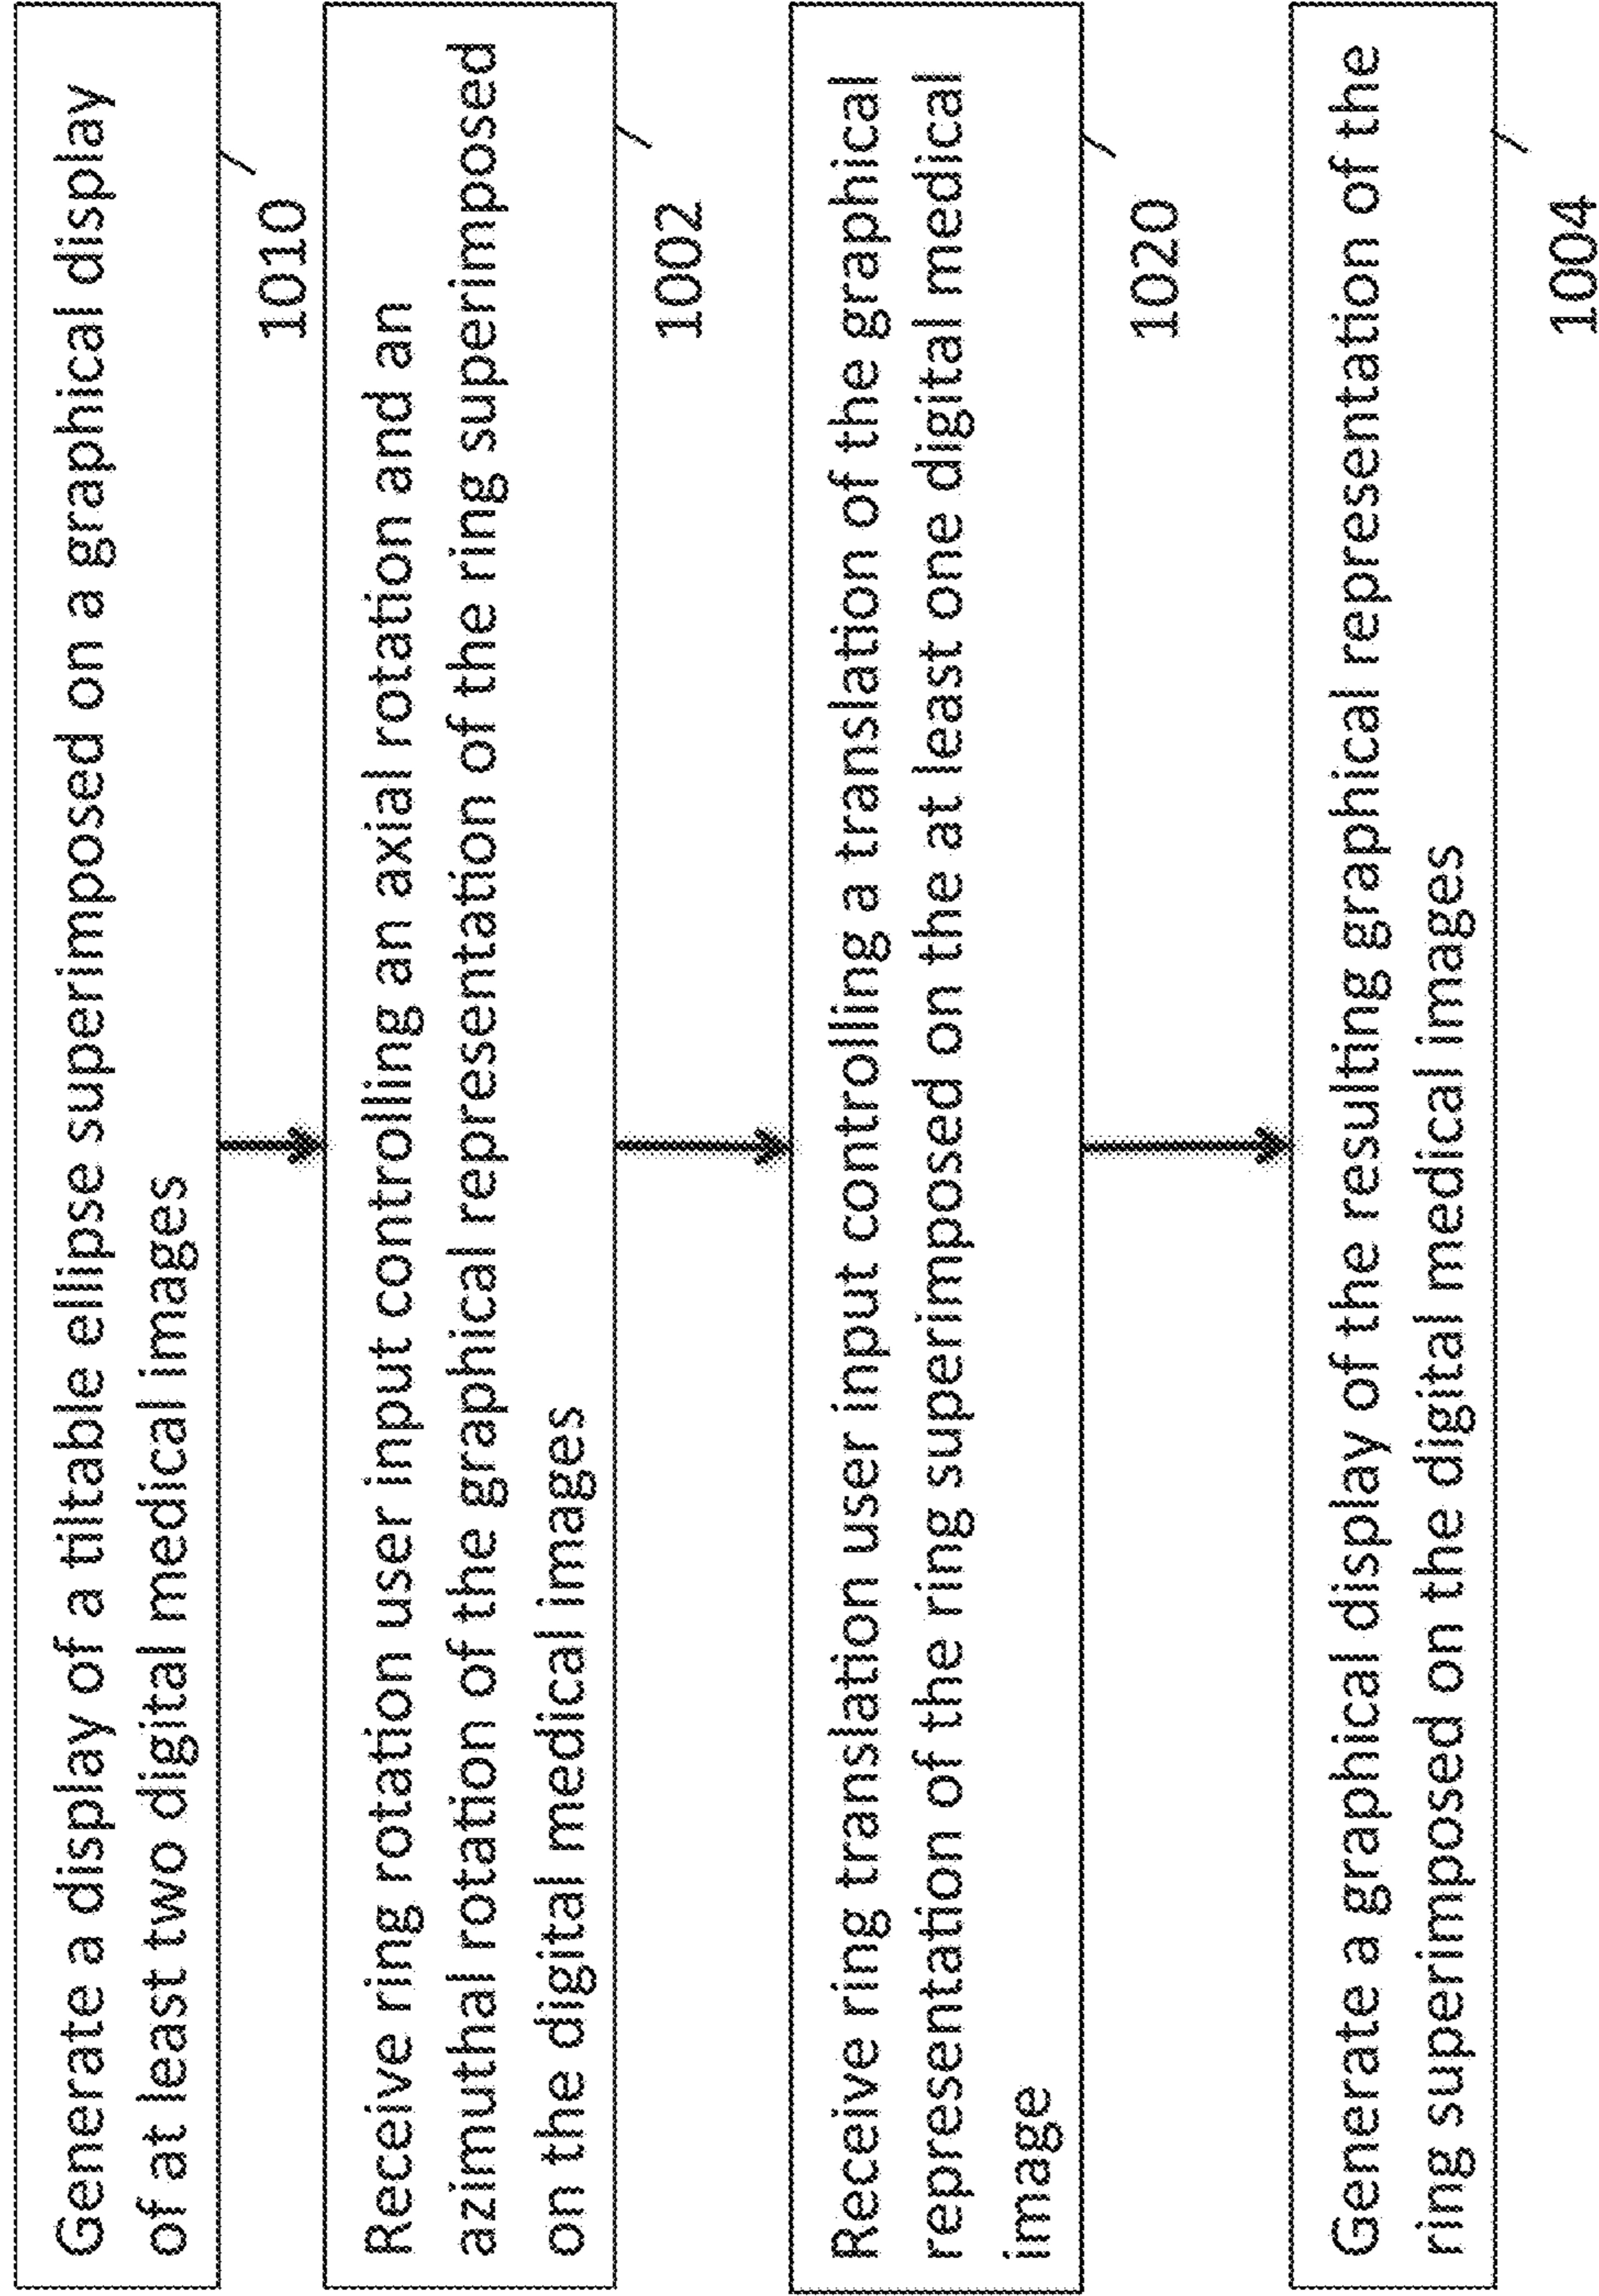 Generate a display of a tiltable ellipse superimposed on a graphical display
of at least two digital medical images
1010
Receive ring rotation user input controlling an axial rotation and an
azimuthal rotation of the graphical representation of the ring superimposed
on the digital medical images
1002
Receive ring translation user input controlling a translation of the graphical
representation of the ring superimposed on the at least one digital medical
image
1020
Generate a graphical display of the resulting graphical representation of the
ring superimposed on the digital medical images
1004